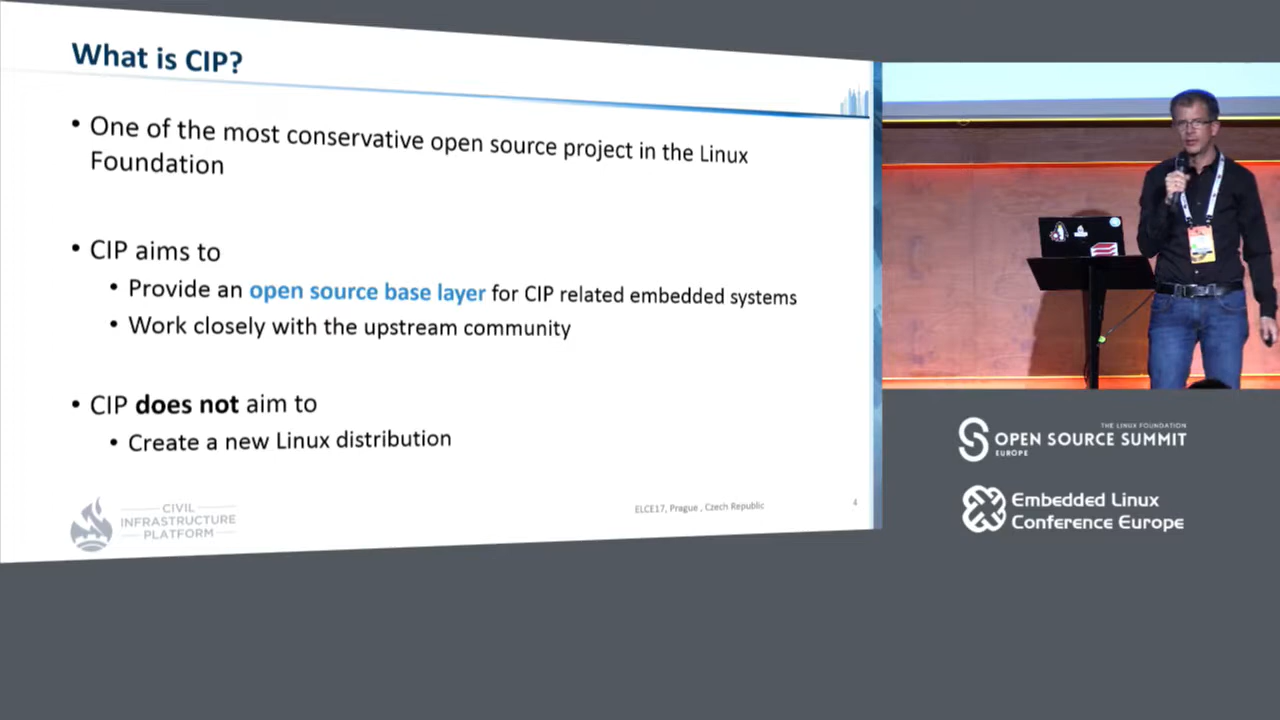 What is CIP?
• One of the most conservative open source project in the Linux
Foundation
• CIP aims to
• Provide an open source base layer for CIP related embedded systems
• Work closely with the upstream community
• CIP does not aim to
• Create a new Linux distribution
CIVIL
INFRASTRUCTURE
PLATFORM
ELCE17, Prague , Czech Republic
4
THE LINUX FOUNDATION
OPEN SOURCE SUMMIT
EUROPE
Embedded Linux
Conference Europe